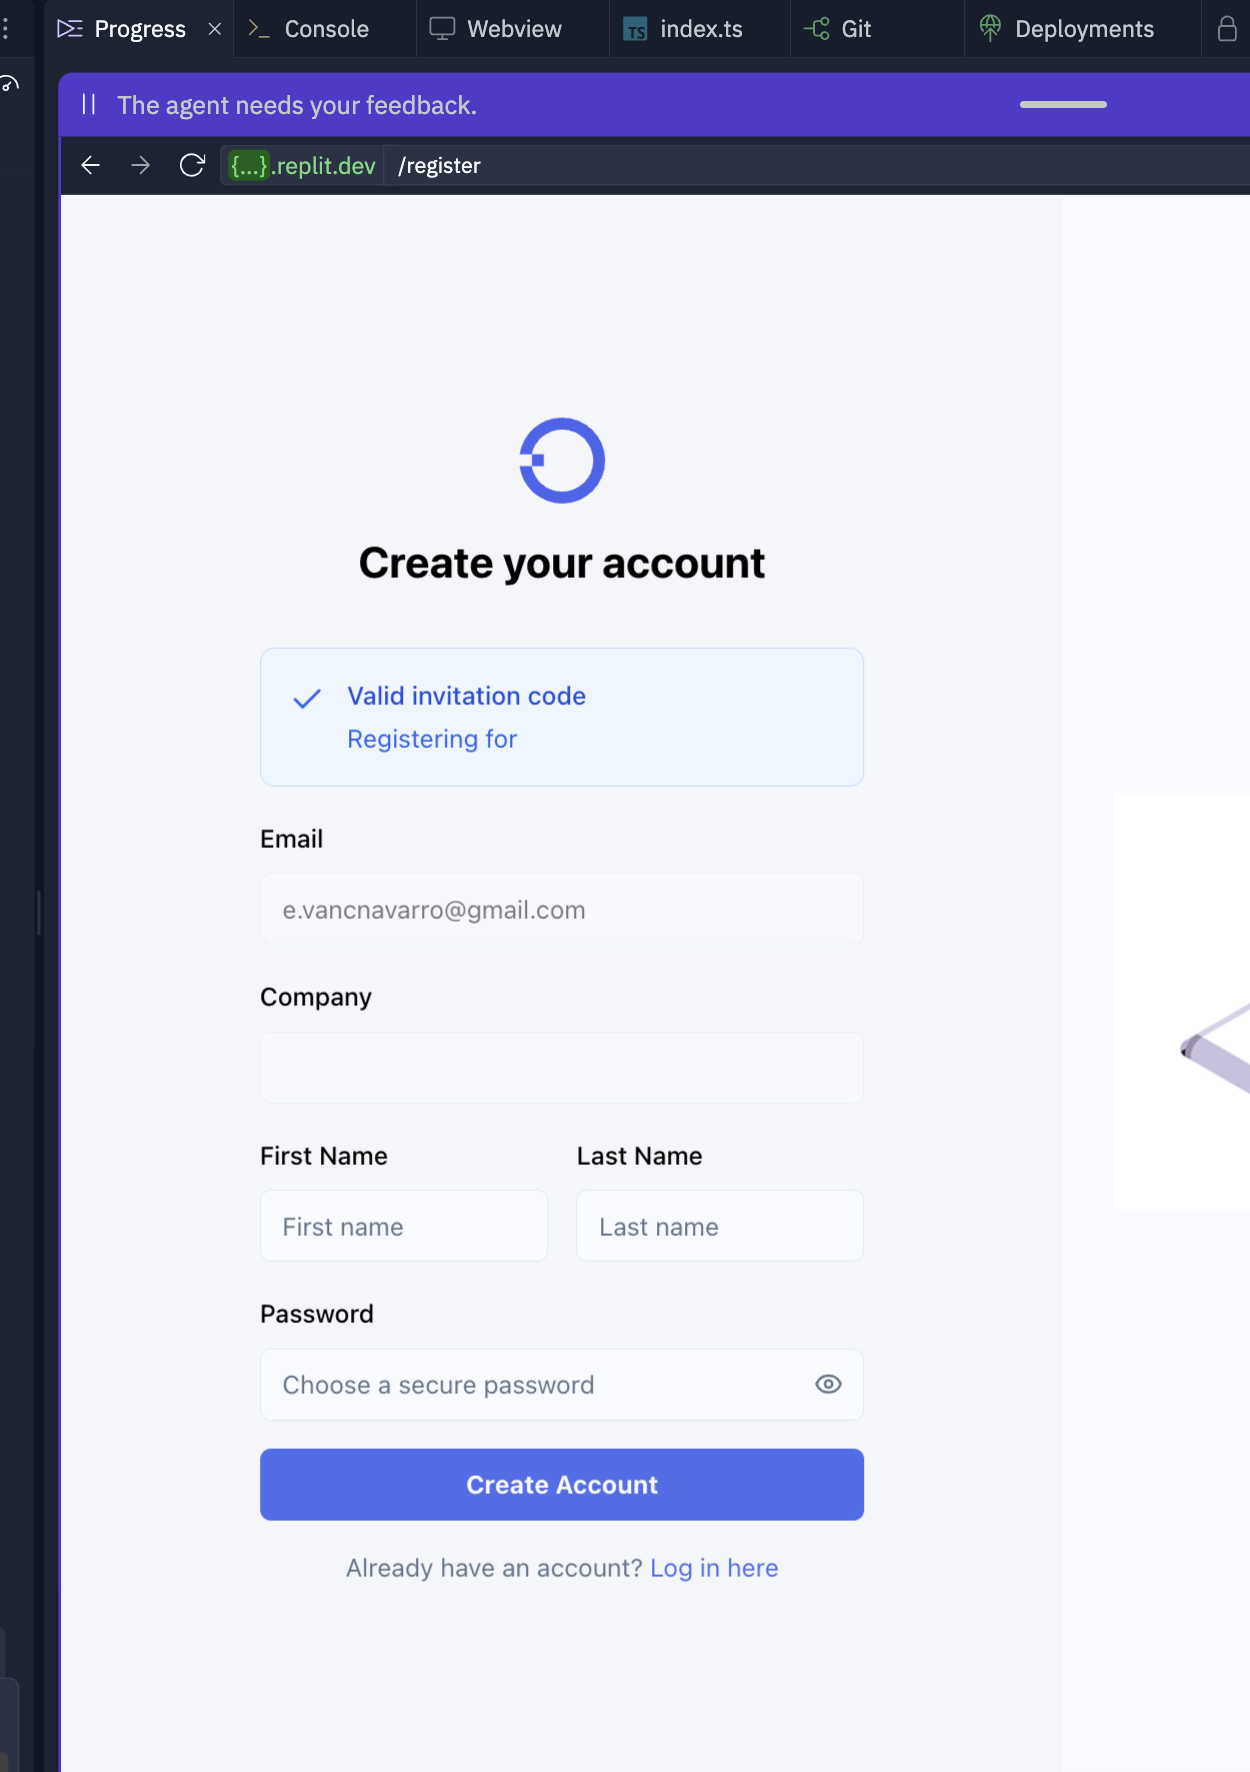 Progress
Console
Webview
TS index.ts
Git
Deployments
The agent needs your feedback.
{...}.replit.dev /register
Create your account
Valid invitation code
Registering for
Email
e.vancnavarro@gmail.com
Company
First Name Last Name
First name Last name
Password
Choose a secure password
Create Account
Already have an account? Log in here